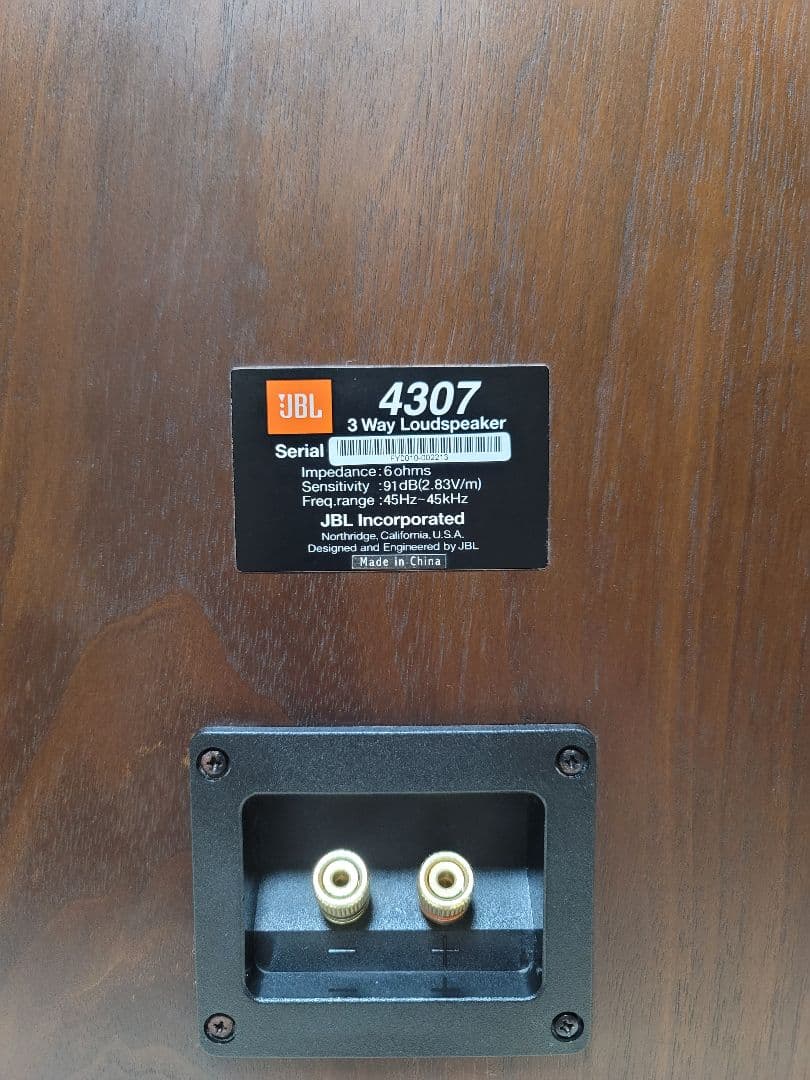 JBL
4307
3 Way Loudspeaker
Serial
Impedance: 6 ohms
Sensitivity :91dB(2.83V/m)
Freq.range :45Hz~45kHz
JBL Incorporated
Northridge, California, U.S.A.
Designed and Engineered by JBL
Made in China
− +
− +